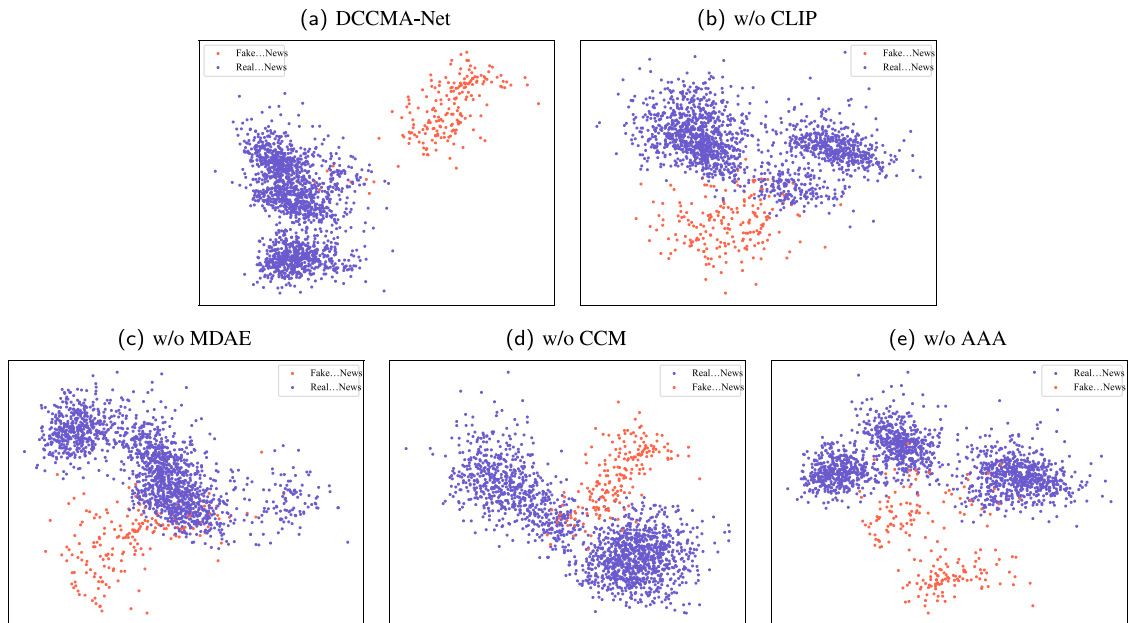 (a) DCCMA-Net
Fake...News
Real...News
(b) w/o CLIP
Fake...News
Real...News
(c) w/o MDAE
Fake...News
Real...News
(d) w/o CCM
Real...News
Fake...News
(e) w/o AAA
Real...News
Fake...News